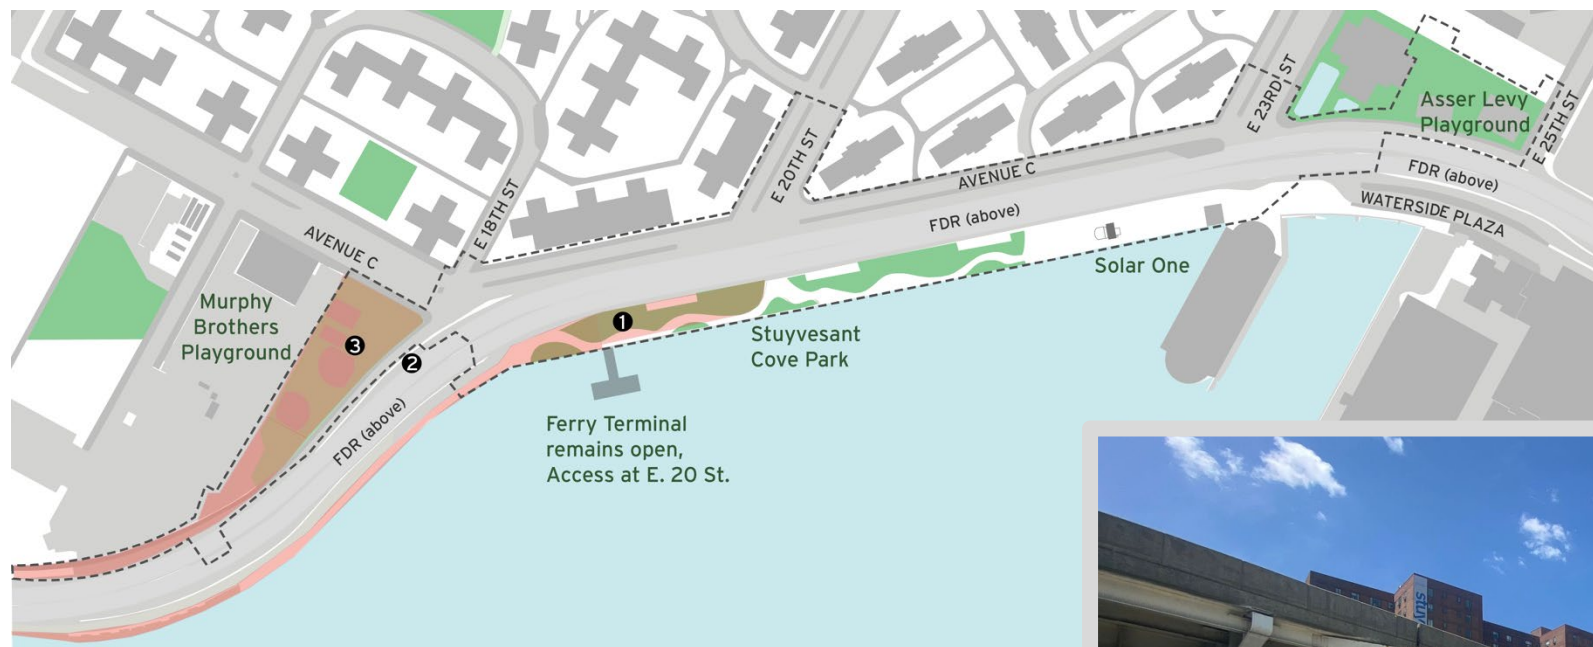 E 23RD ST
Asser Levy
Playground
E 25TH ST
E 20TH ST
AVENUE C
FDR (above)
FDR (above)
WATERSIDE PLAZA
E 18TH ST
AVENUE C
Solar One
Murphy
Brothers
Playground
3
2
1
Stuyvesant
Cove Park
FDR (above)
Ferry Terminal
remains open,
Access at E. 20 St.
stuy